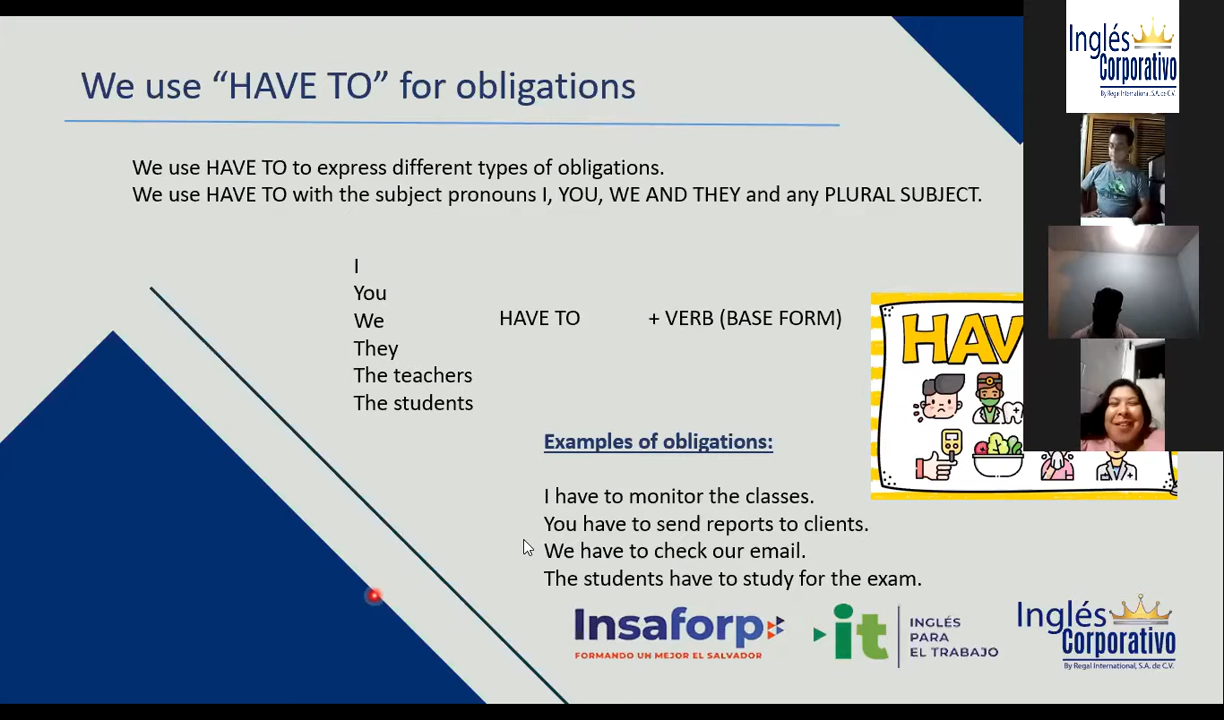 We use “HAVE TO” for obligations
We use HAVE TO to express different types of obligations.
We use HAVE TO with the subject pronouns I, YOU, WE AND THEY and any PLURAL SUBJECT.
I
You
We
They
The teachers
The students
HAVE TO
+ VERB (BASE FORM)
HAV
Examples of obligations:
I have to monitor the classes.
You have to send reports to clients.
We have to check our email.
The students have to study for the exam.
Insaforp
FORMANDO UN MEJOR EL SALVADOR
it
INGLÉS
PARA
EL TRABAJO
Inglés
Corporativo
By Regal International, S.A. de C.V.
Inglés
Corporativo
By Regal International, S.A. de C.V.